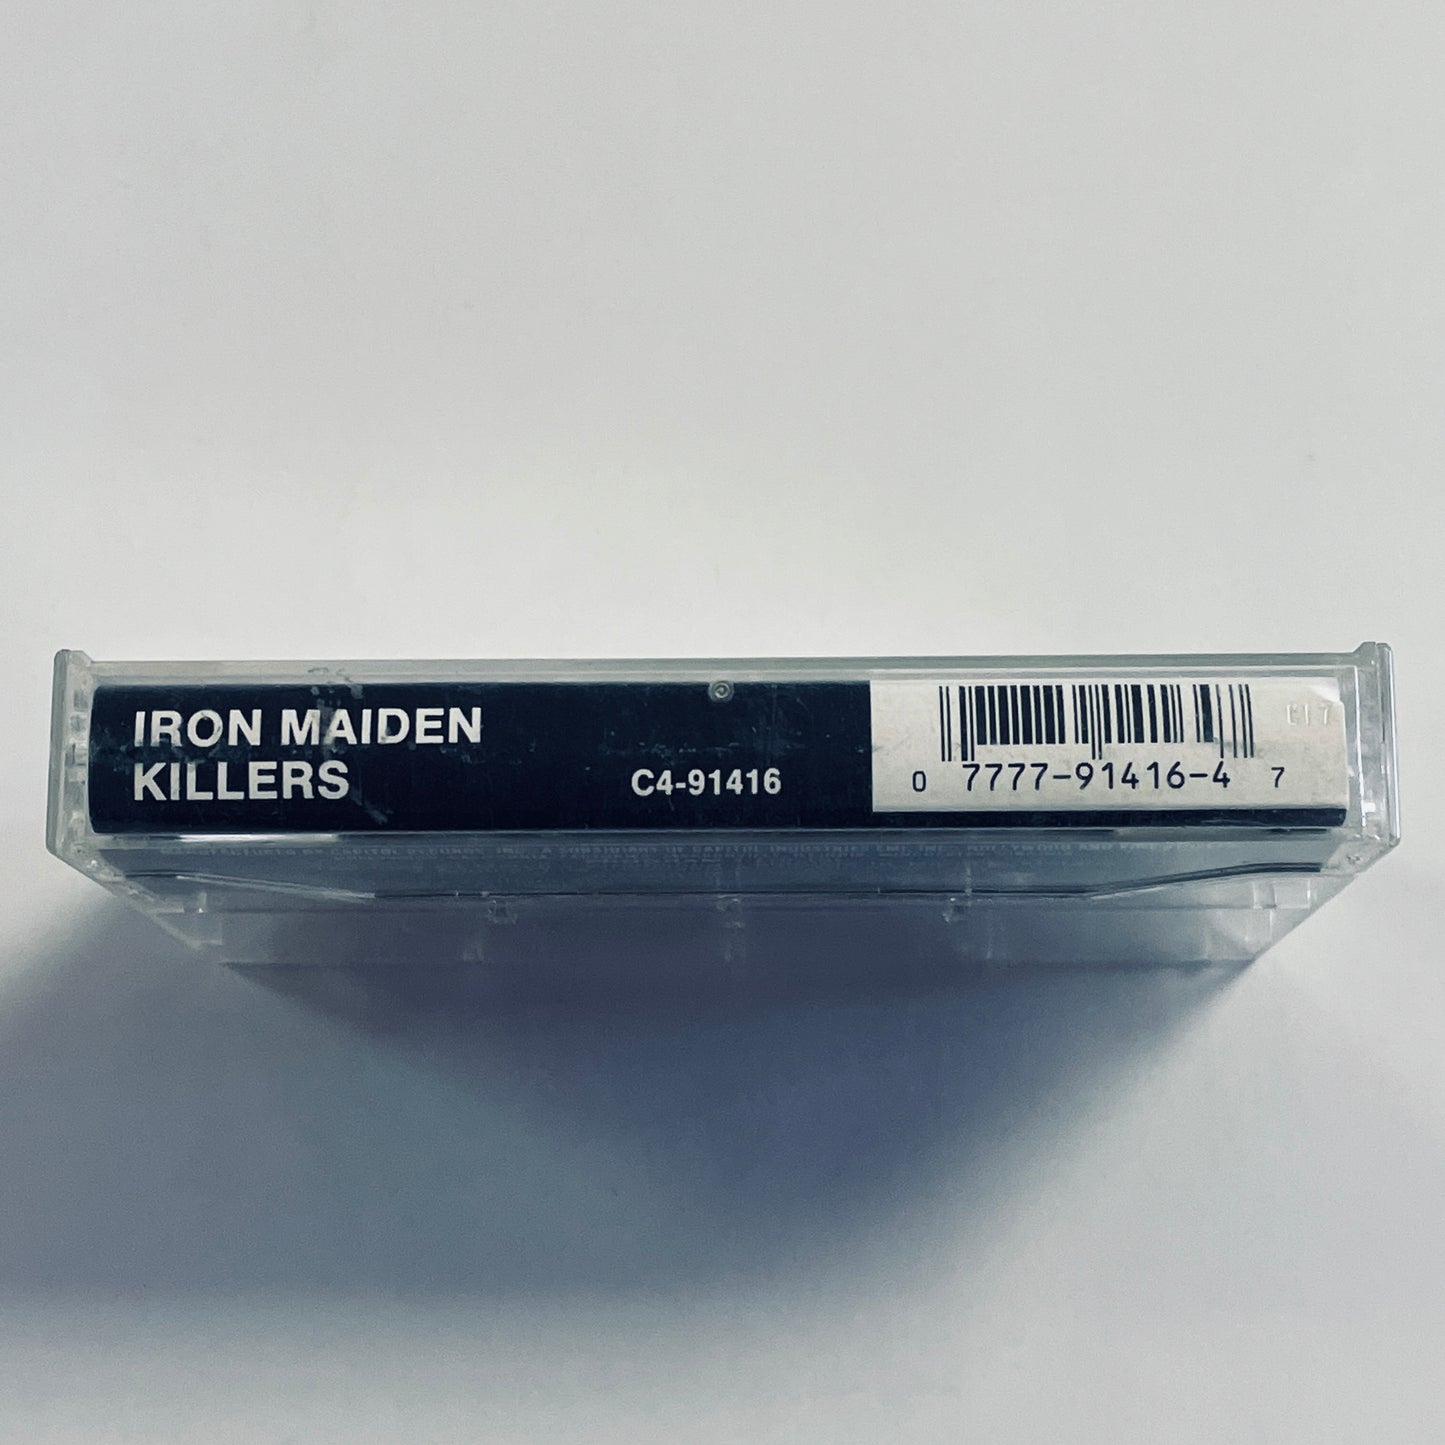 IRON MAIDEN
KILLERS
C4-91416
0 7777-91416-4 7